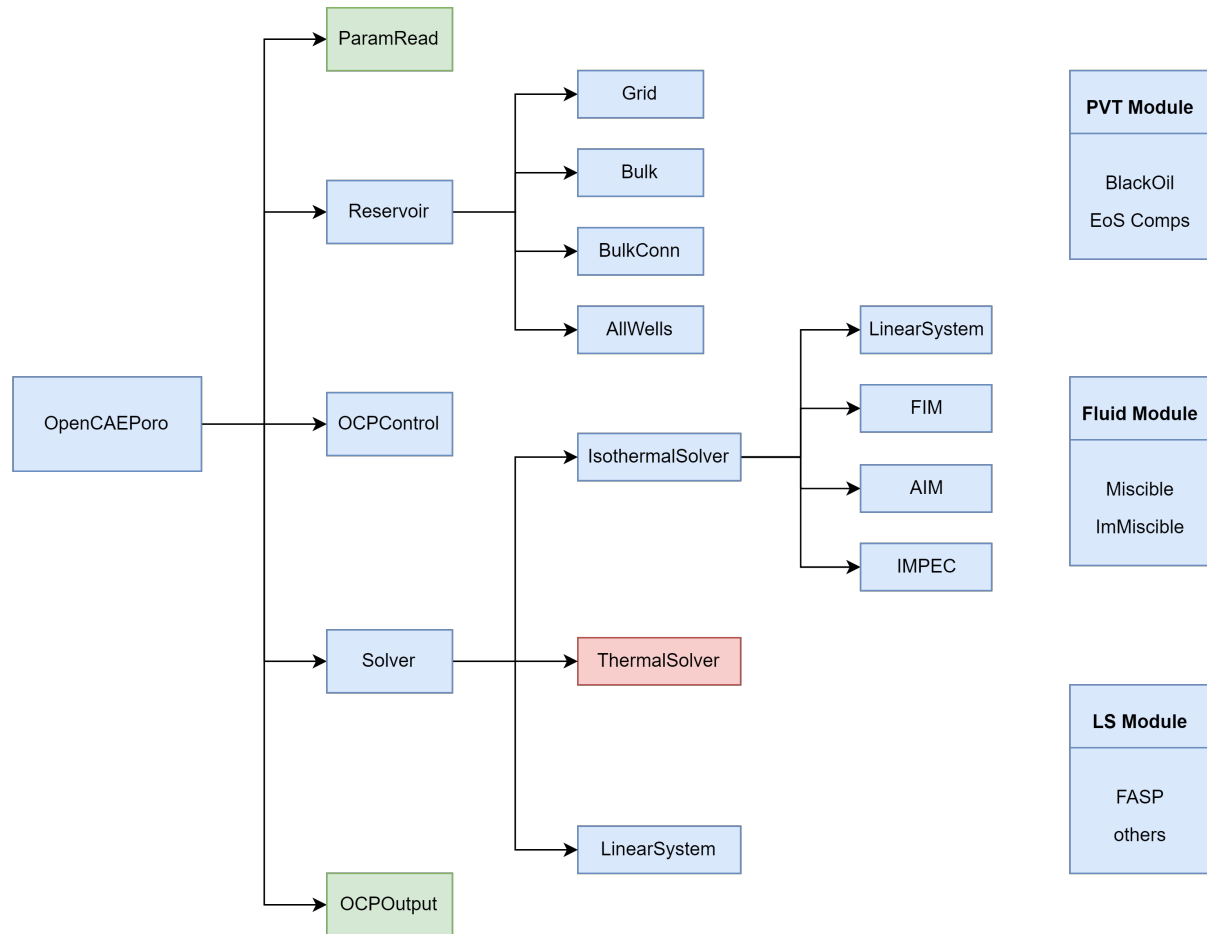 OpenCAEPoro
ParamRead
Reservoir
OCPControl
Solver
OCPOutput
Grid
Bulk
BulkConn
AllWells
IsothermalSolver
ThermalSolver
LinearSystem
LinearSystem
FIM
AIM
IMPEC
PVT Module
BlackOil
EoS Comps
Fluid Module
Miscible
ImMiscible
LS Module
FASP
others